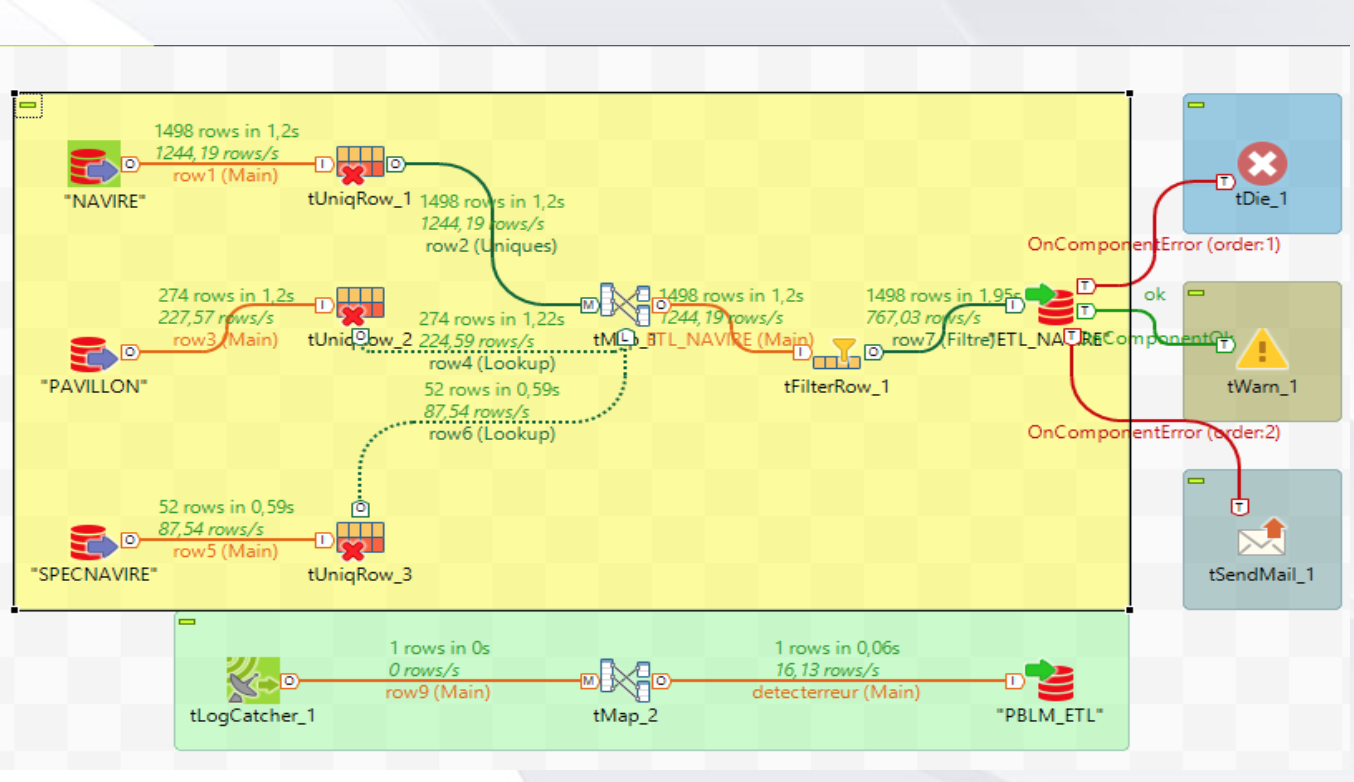 1498 rows in 1,2s
1244,19 rows/s
row1 (Main)
"NAVIRE"
tUniqRow_1
1498 rows in 1,2s
1244,19 rows/s
row2 (Uniques)
tDie_1
OnComponentError (order:1)
274 rows in 1,2s
227,57 rows/s
row3 (Main)
"PAVILLON"
tUniqRow_2
274 rows in 1,22s
224,59 rows/s
row4 (Lookup)
1498 rows in 1,2s
1244,19 rows/s
ETL_NAVIRE (Main)
tFilterRow_1
1498 rows in 1,95s
767,03 rows/s
row7 (Filtre)
"ETL_NAVIRE"
ok
OnComponentOk
tWarn_1
52 rows in 0,59s
87,54 rows/s
row6 (Lookup)
OnComponentError (order:2)
52 rows in 0,59s
87,54 rows/s
row5 (Main)
"SPECNAVIRE"
tUniqRow_3
tSendMail_1
1 rows in 0s
0 rows/s
row9 (Main)
tLogCatcher_1
tMap_2
1 rows in 0,06s
16,13 rows/s
detecterreur (Main)
"PBLM_ETL"